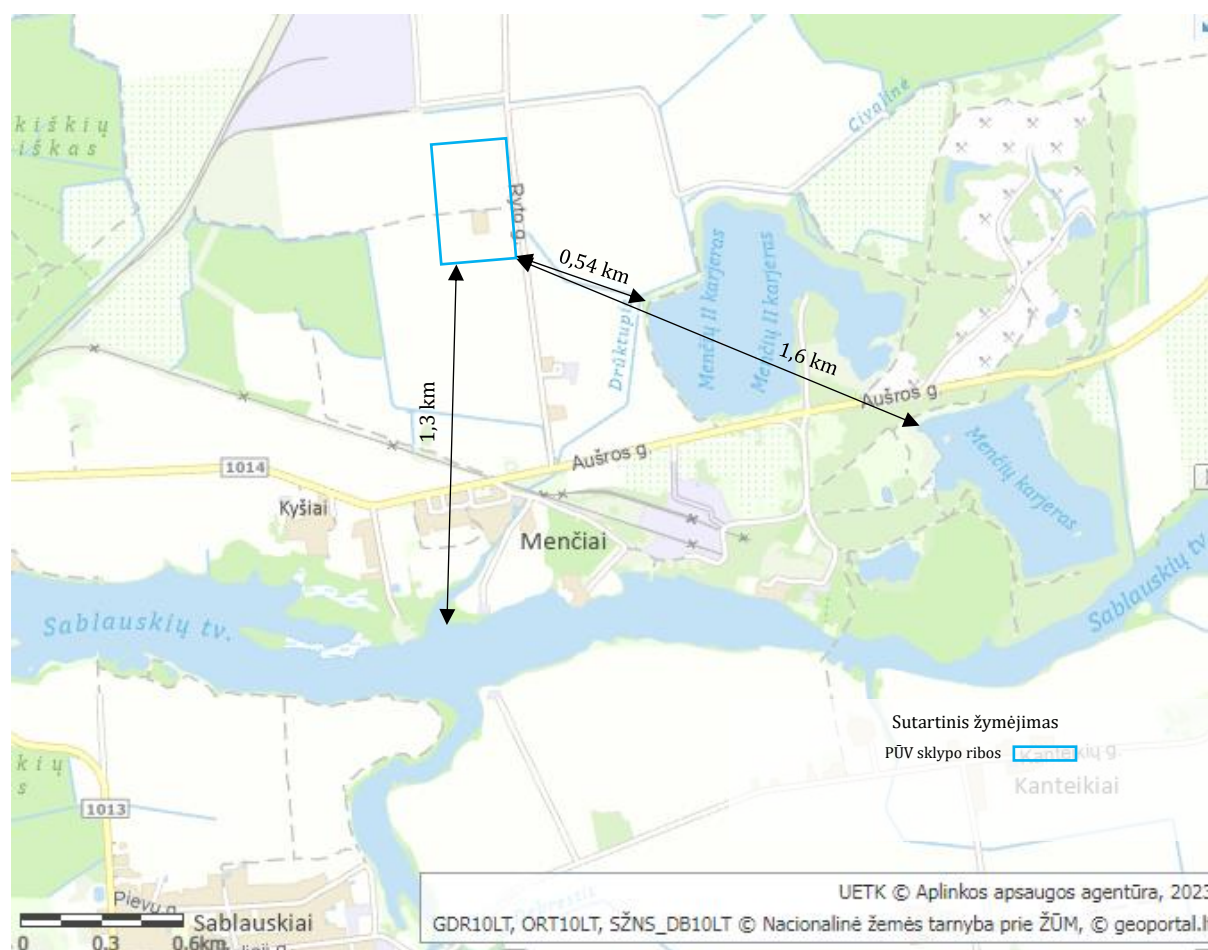 kiškių
iškas
Civolinė
Ryto g.
0,54 km
Menčių II karjeras
Menčių II karjeras
Drūktupi
1,6 km
1,3 km
Aušros g.
Aušros g.
1014
Menčių karjeras
Kyšiai
Menčiai
Sablauskių tv.
Sablauskių tv
Sutartinis žymėjimas
PŪV sklypo ribos
Kanteikių g.
Kanteikiai
kių
s
1013
Pievų g.
Sablauskiai
0 0.3 0.6km
UETK © Aplinkos apsaugos agentūra, 2023
GDR10LT, ORT10LT, SŽNS_DB10LT © Nacionalinė žemės tarnyba prie ŽŪM, © geoportal.l